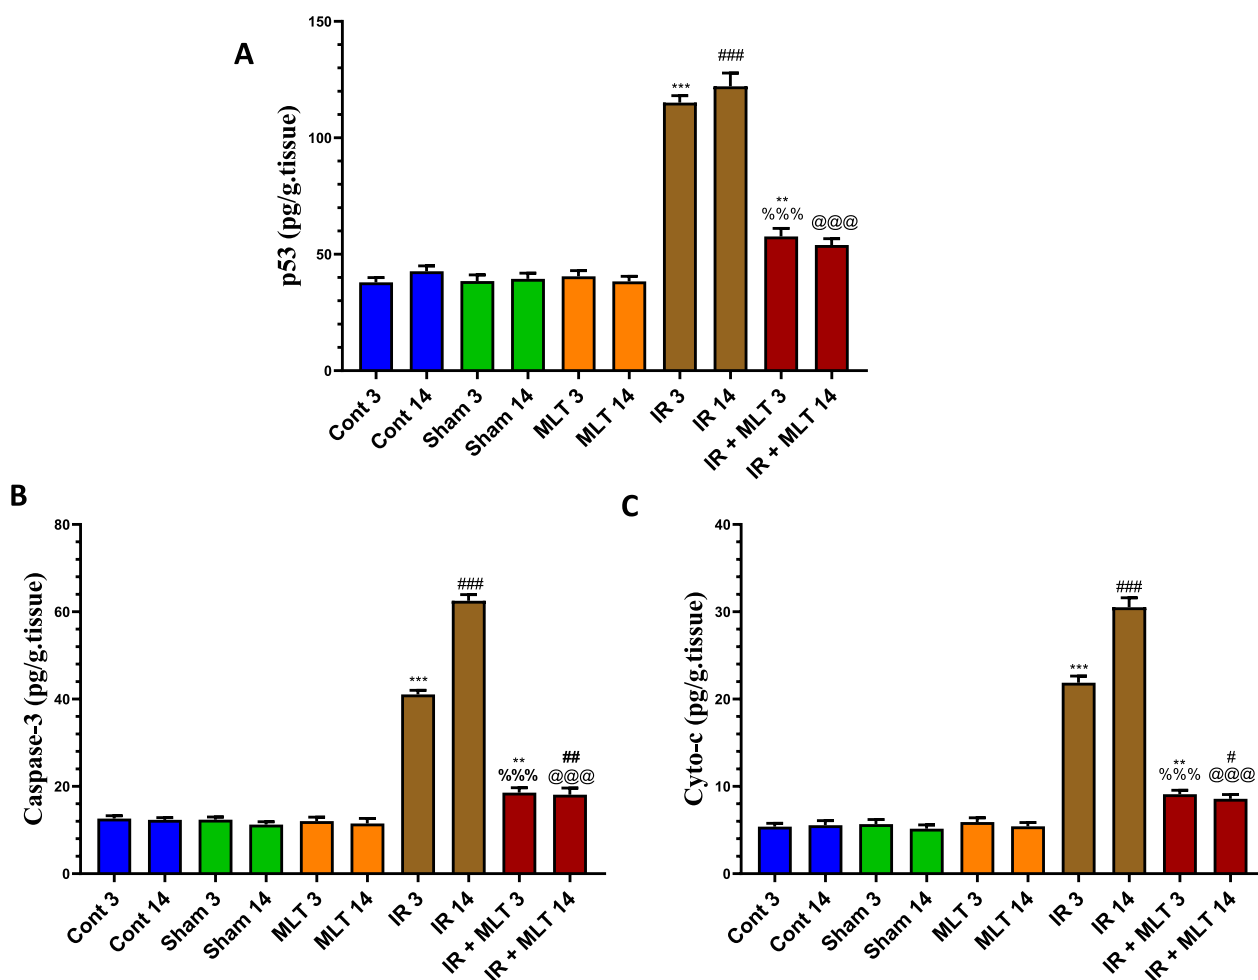 A
p53 (pg/g.tissue)
150
100
50
0
***
###
**
%%%
@@@
Cont 3
Cont 14
Sham 3
Sham 14
MLT 3
MLT 14
IR 3
IR 14
IR + MLT 3
IR + MLT 14
B
Caspase-3 (pg/g.tissue)
80
60
40
20
0
***
###
**
%%%
##
@@@
Cont 3
Cont 14
Sham 3
Sham 14
MLT 3
MLT 14
IR 3
IR 14
IR + MLT 3
IR + MLT 14
C
Cyto-c (pg/g.tissue)
40
30
20
10
0
***
###
**
%%%
#
@@@
Cont 3
Cont 14
Sham 3
Sham 14
MLT 3
MLT 14
IR 3
IR 14
IR + MLT 3
IR + MLT 14